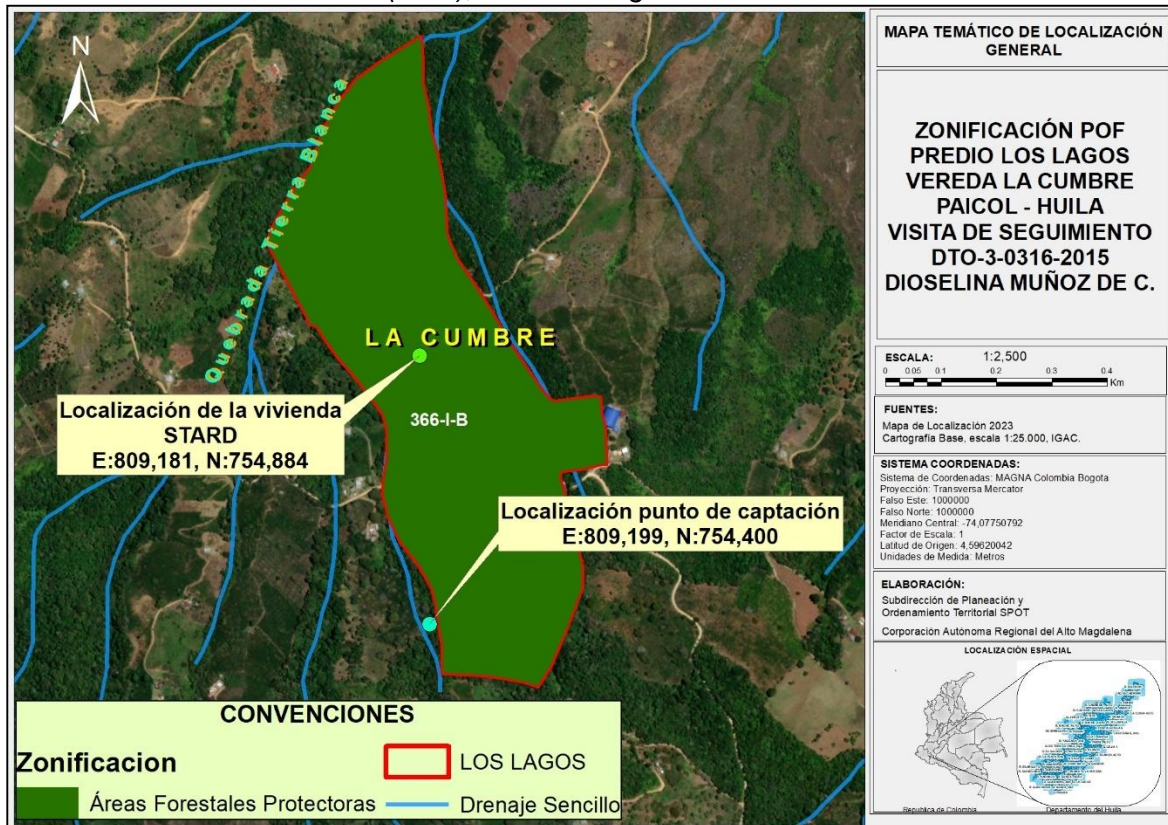 N
Quebrada Tierra Blanca
LA CUMBRE
Localización de la vivienda
STARD
E:809,181, N:754,884
366-I-B
Localización punto de captación
E:809,199, N:754,400
CONVENCIONES
Zonificacion
LOS LAGOS
Áreas Forestales Protectoras
Drenaje Sencillo
MAPA TEMÁTICO DE LOCALIZACIÓN
GENERAL
ZONIFICACIÓN POF
PREDIO LOS LAGOS
VEREDA LA CUMBRE
PAICOL - HUILA
VISITA DE SEGUIMIENTO
DTO-3-0316-2015
DIOSELINA MUÑOZ DE C.
ESCALA: 1:2,500
0 0.05 0.1 0.2 0.3 0.4
Km
FUENTES:
Mapa de Localización 2023
Cartografía Base, escala 1:25.000, IGAC.
SISTEMA COORDENADAS:
Sistema de Coordenadas: MAGNA Colombia Bogota
Proyección: Transversa Mercator
Falso Este: 1000000
Falso Norte: 1000000
Meridiano Central: -74,07750792
Factor de Escala: 1
Latitud de Origen: 4,59620042
Unidades de Medida: Metros
ELABORACIÓN:
Subdirección de Planeación y
Ordenamiento Territorial SPOT
Corporación Autónoma Regional del Alto Magdalena
LOCALIZACIÓN ESPACIAL
Republica de Colombia
Departamento del Huila